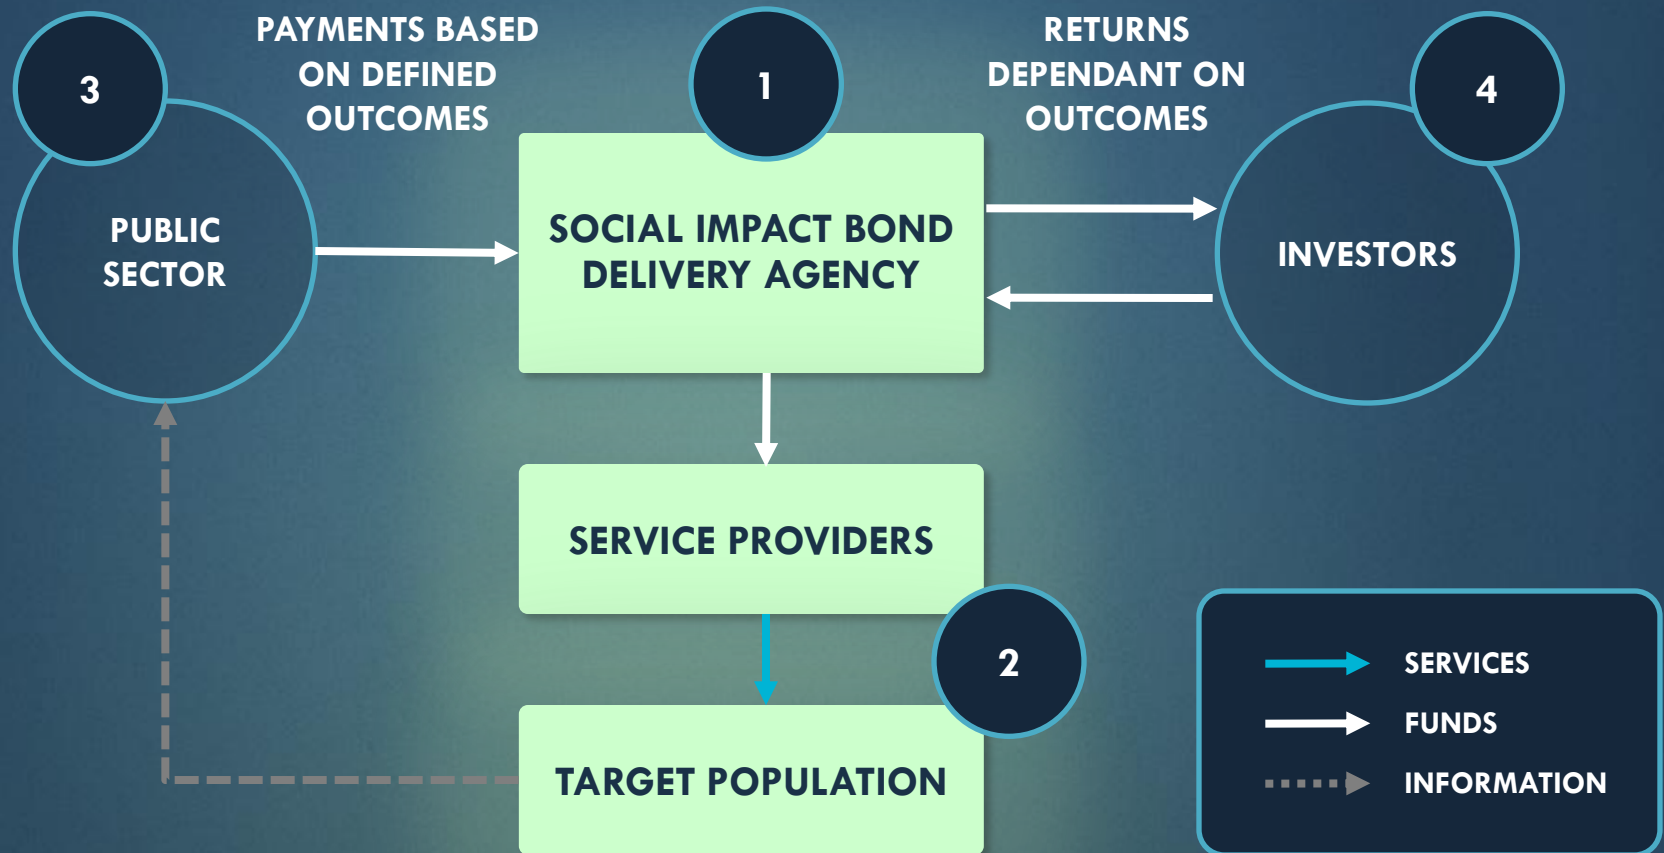 3
PAYMENTS BASED
ON DEFINED
OUTCOMES
1
RETURNS
DEPENDANT ON
OUTCOMES
4
PUBLIC
SECTOR
SOCIAL IMPACT BOND
DELIVERY AGENCY
INVESTORS
SERVICE PROVIDERS
2
TARGET POPULATION
SERVICES
FUNDS
INFORMATION